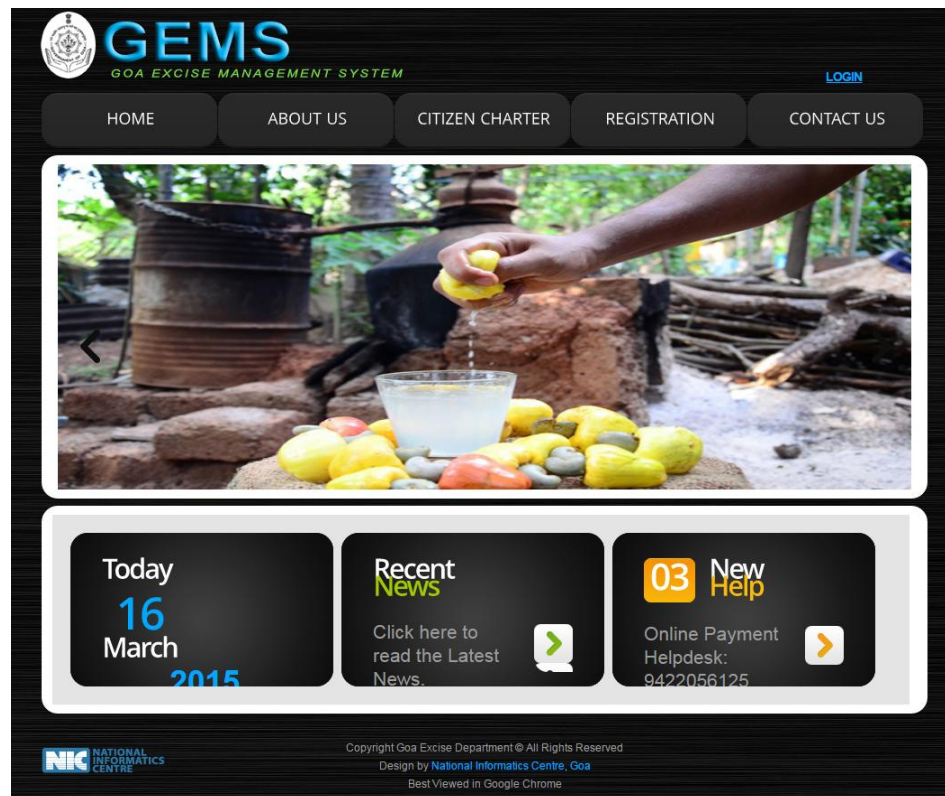 GEMS
GOA EXCISE MANAGEMENT SYSTEM
LOGIN
HOME
ABOUT US
CITIZEN CHARTER
REGISTRATION
CONTACT US
Today
16
March
2015
Recent
News
Click here to
read the Latest
News.
03 New
Help
Online Payment
Helpdesk:
9422056125
NIC NATIONAL
INFORMATICS
CENTRE
Copyright Goa Excise Department © All Rights Reserved
Design by National Informatics Centre, Goa
Best Viewed in Google Chrome